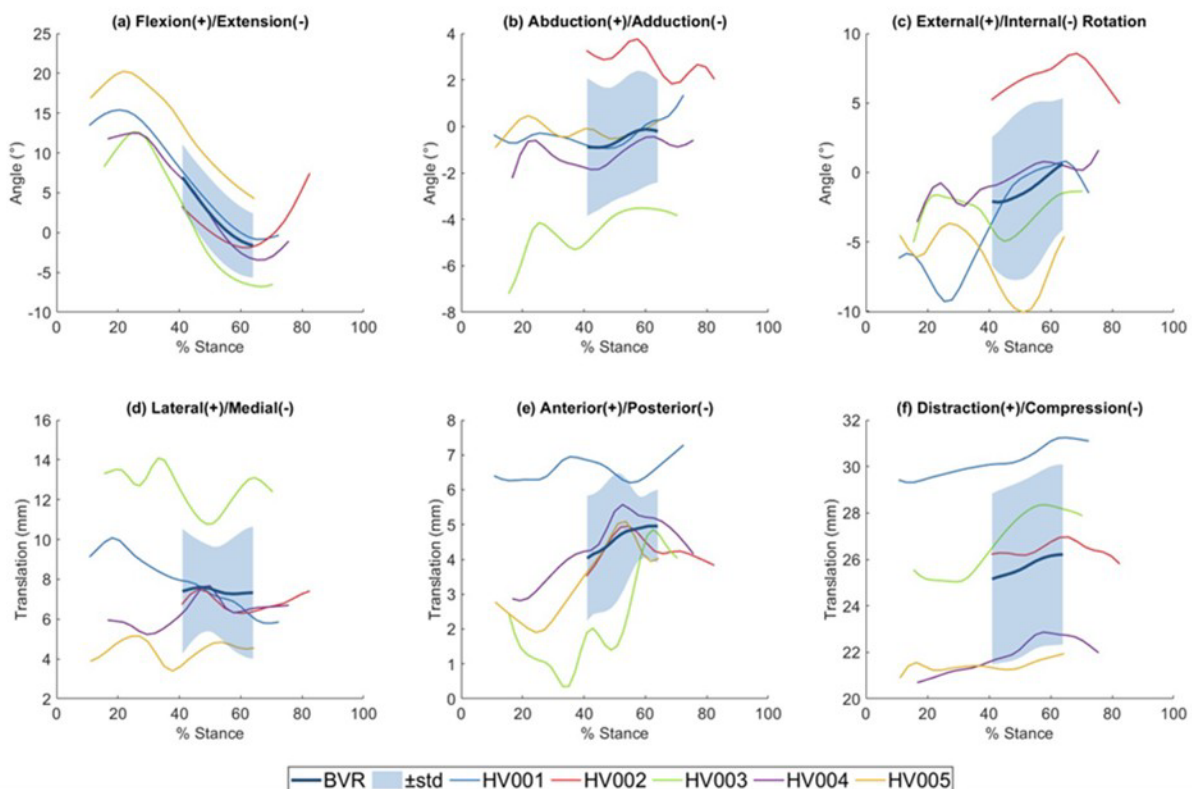 (a) Flexion(+)/Extension(-)
25
20
15
10
5
0
-5
-10
Angle (°)
0 20 40 60 80 100
% Stance
(b) Abduction(+)/Adduction(-)
4
2
0
-2
-4
-6
-8
Angle (°)
0 20 40 60 80 100
% Stance
(c) External(+)/Internal(-) Rotation
10
5
0
-5
-10
Angle (°)
0 20 40 60 80 100
% Stance
(d) Lateral(+)/Medial(-)
16
14
12
10
8
6
4
2
Translation (mm)
0 20 40 60 80 100
% Stance
(e) Anterior(+)/Posterior(-)
8
7
6
5
4
3
2
1
0
Translation (mm)
0 20 40 60 80 100
% Stance
(f) Distraction(+)/Compression(-)
32
30
28
26
24
22
20
Translation (mm)
0 20 40 60 80 100
% Stance
BVR ±std HV001 HV002 HV003 HV004 HV005